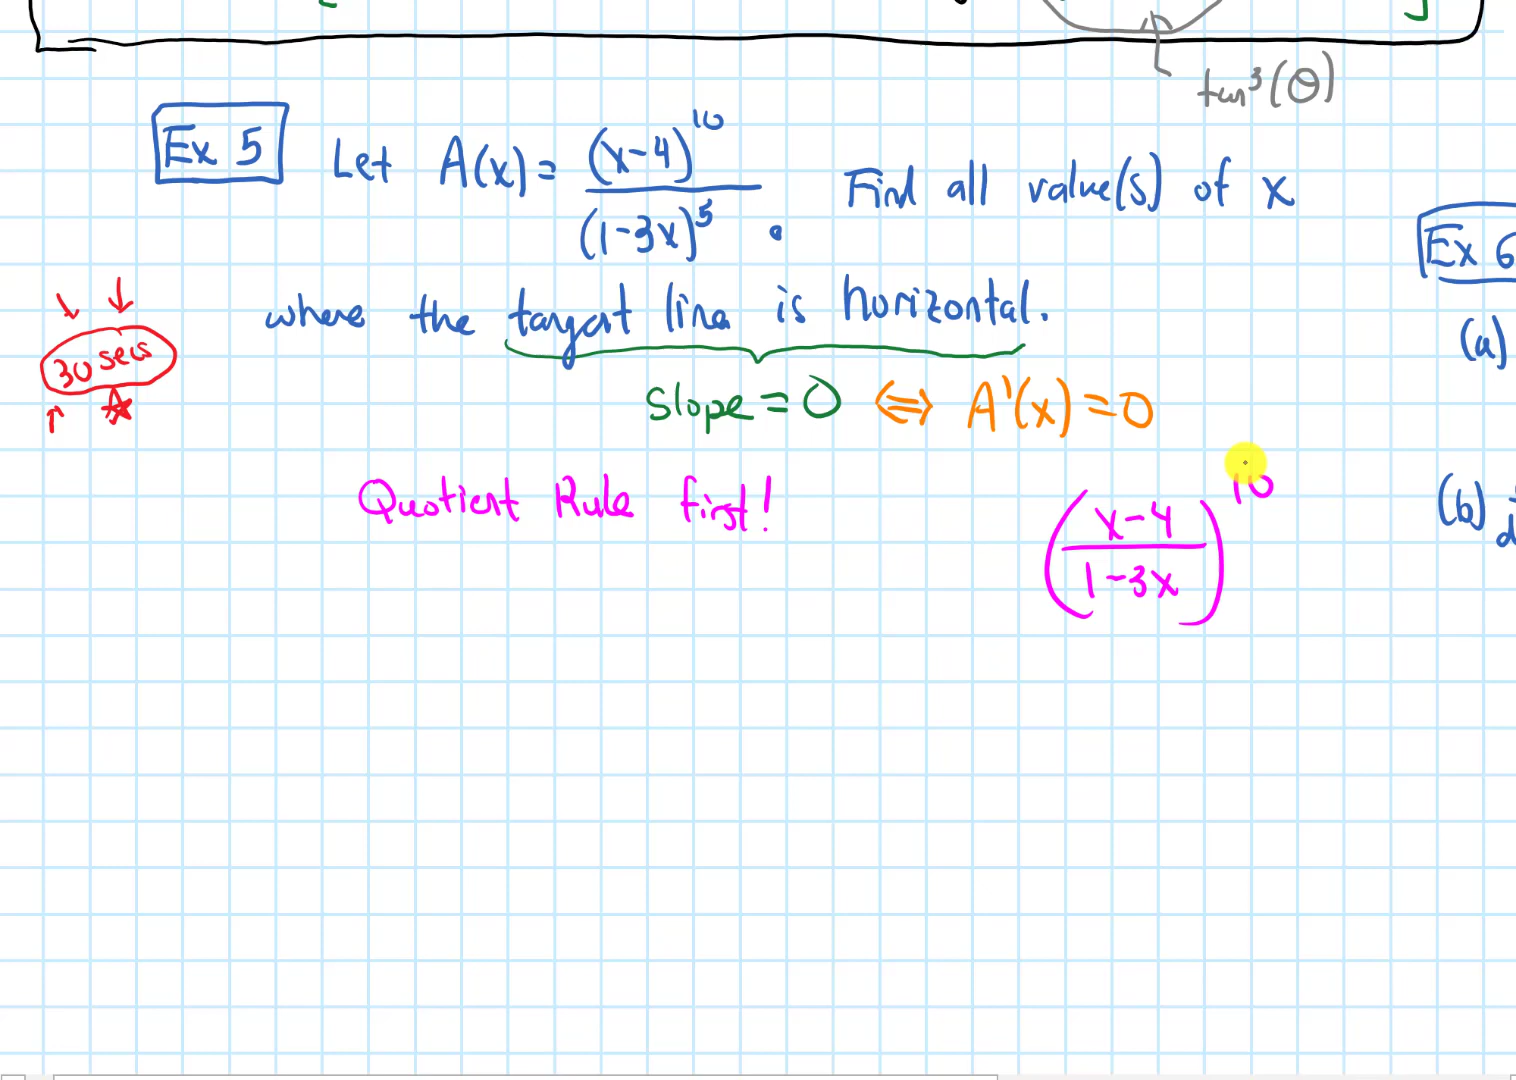 tan³(θ)
Ex 5 Let A(x) = (x-4)^10 / (1-3x)^5 . Find all value(s) of x
where the tangent line is horizontal.
30 secs
slope = 0 ⇔ A'(x) = 0
Quotient Rule first! ((x-4)/(1-3x))^10
Ex 6
(a)
(b)